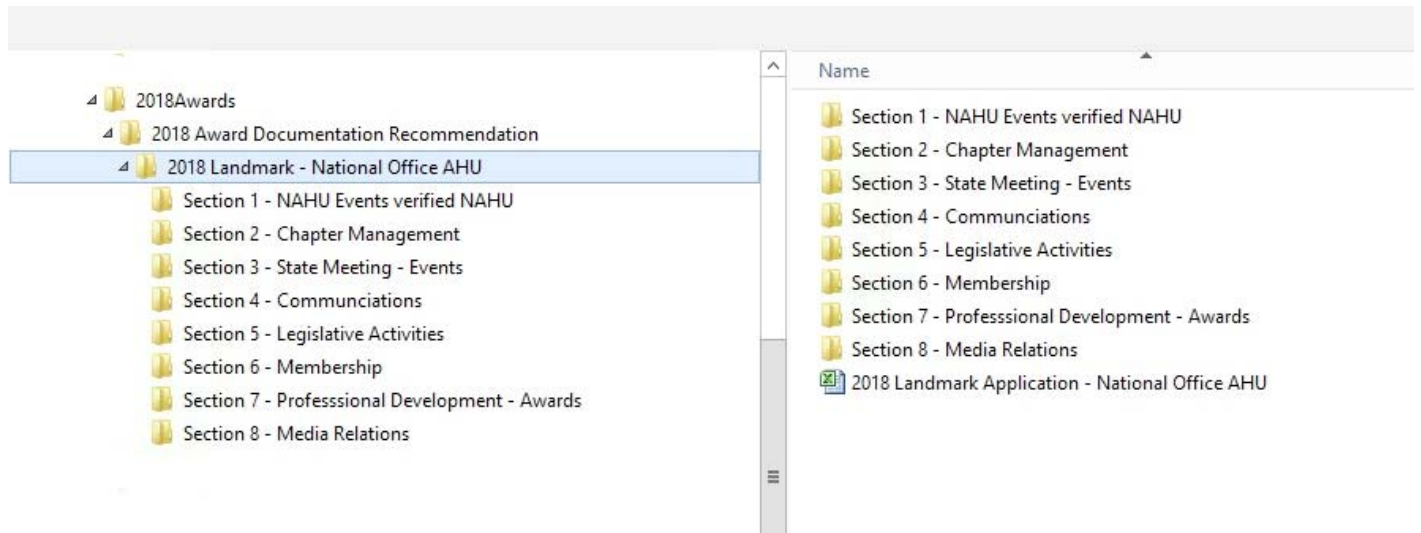 2018Awards
2018 Award Documentation Recommendation
2018 Landmark - National Office AHU
Section 1 - NAHU Events verified NAHU
Section 2 - Chapter Management
Section 3 - State Meeting - Events
Section 4 - Communciations
Section 5 - Legislative Activities
Section 6 - Membership
Section 7 - Professsional Development - Awards
Section 8 - Media Relations
Name
Section 1 - NAHU Events verified NAHU
Section 2 - Chapter Management
Section 3 - State Meeting - Events
Section 4 - Communciations
Section 5 - Legislative Activities
Section 6 - Membership
Section 7 - Professsional Development - Awards
Section 8 - Media Relations
2018 Landmark Application - National Office AHU